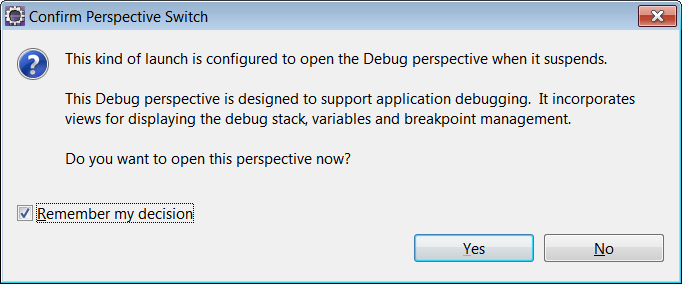 Confirm Perspective Switch
This kind of launch is configured to open the Debug perspective when it suspends.
This Debug perspective is designed to support application debugging.  It incorporates
views for displaying the debug stack, variables and breakpoint management.
Do you want to open this perspective now?
Remember my decision
Yes No